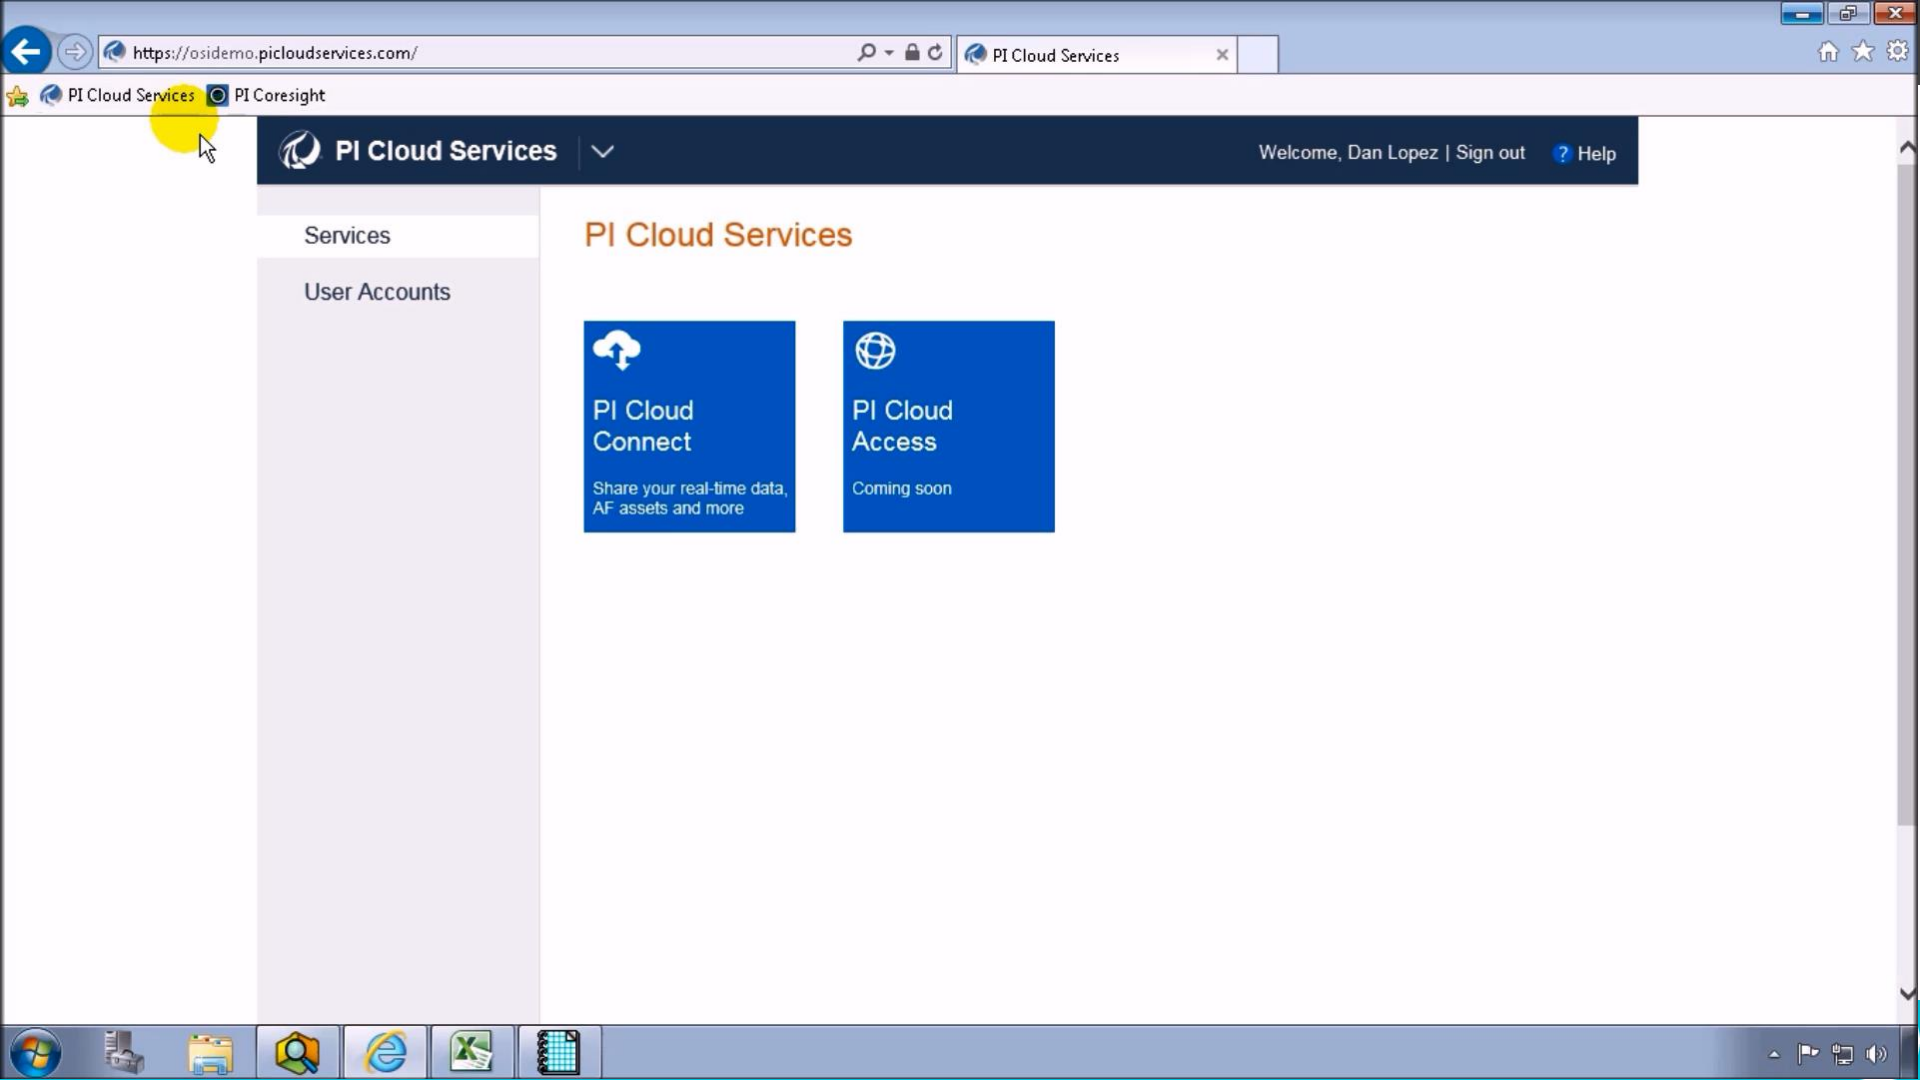 https://osidemo.picloudservices.com/
PI Cloud Services
PI Cloud Services
PI Coresight
PI Cloud Services
Welcome, Dan Lopez | Sign out
? Help
Services
User Accounts
PI Cloud Services
PI Cloud
Connect
Share your real-time data,
AF assets and more
PI Cloud
Access
Coming soon